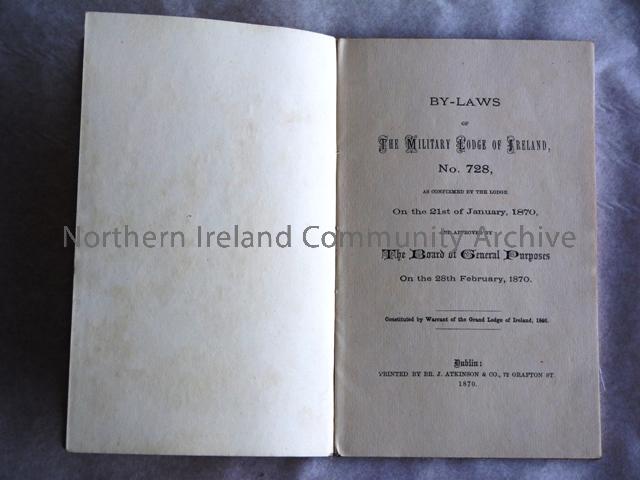 BY-LAWS
OF
THE MILITARY LODGE OF IRELAND,
No. 728,
AS CONFIRMED BY THE LODGE
On the 21st of January, 1870,
AND APPROVED BY
Northern Ireland Community Archive
The Board of General Purposes
On the 28th February, 1870.
Constituted by Warrant of the Grand Lodge of Ireland,
Dublin:
PRINTED BY BR. J. ATKINSON & CO., 72 GRAFTON ST.
1870.